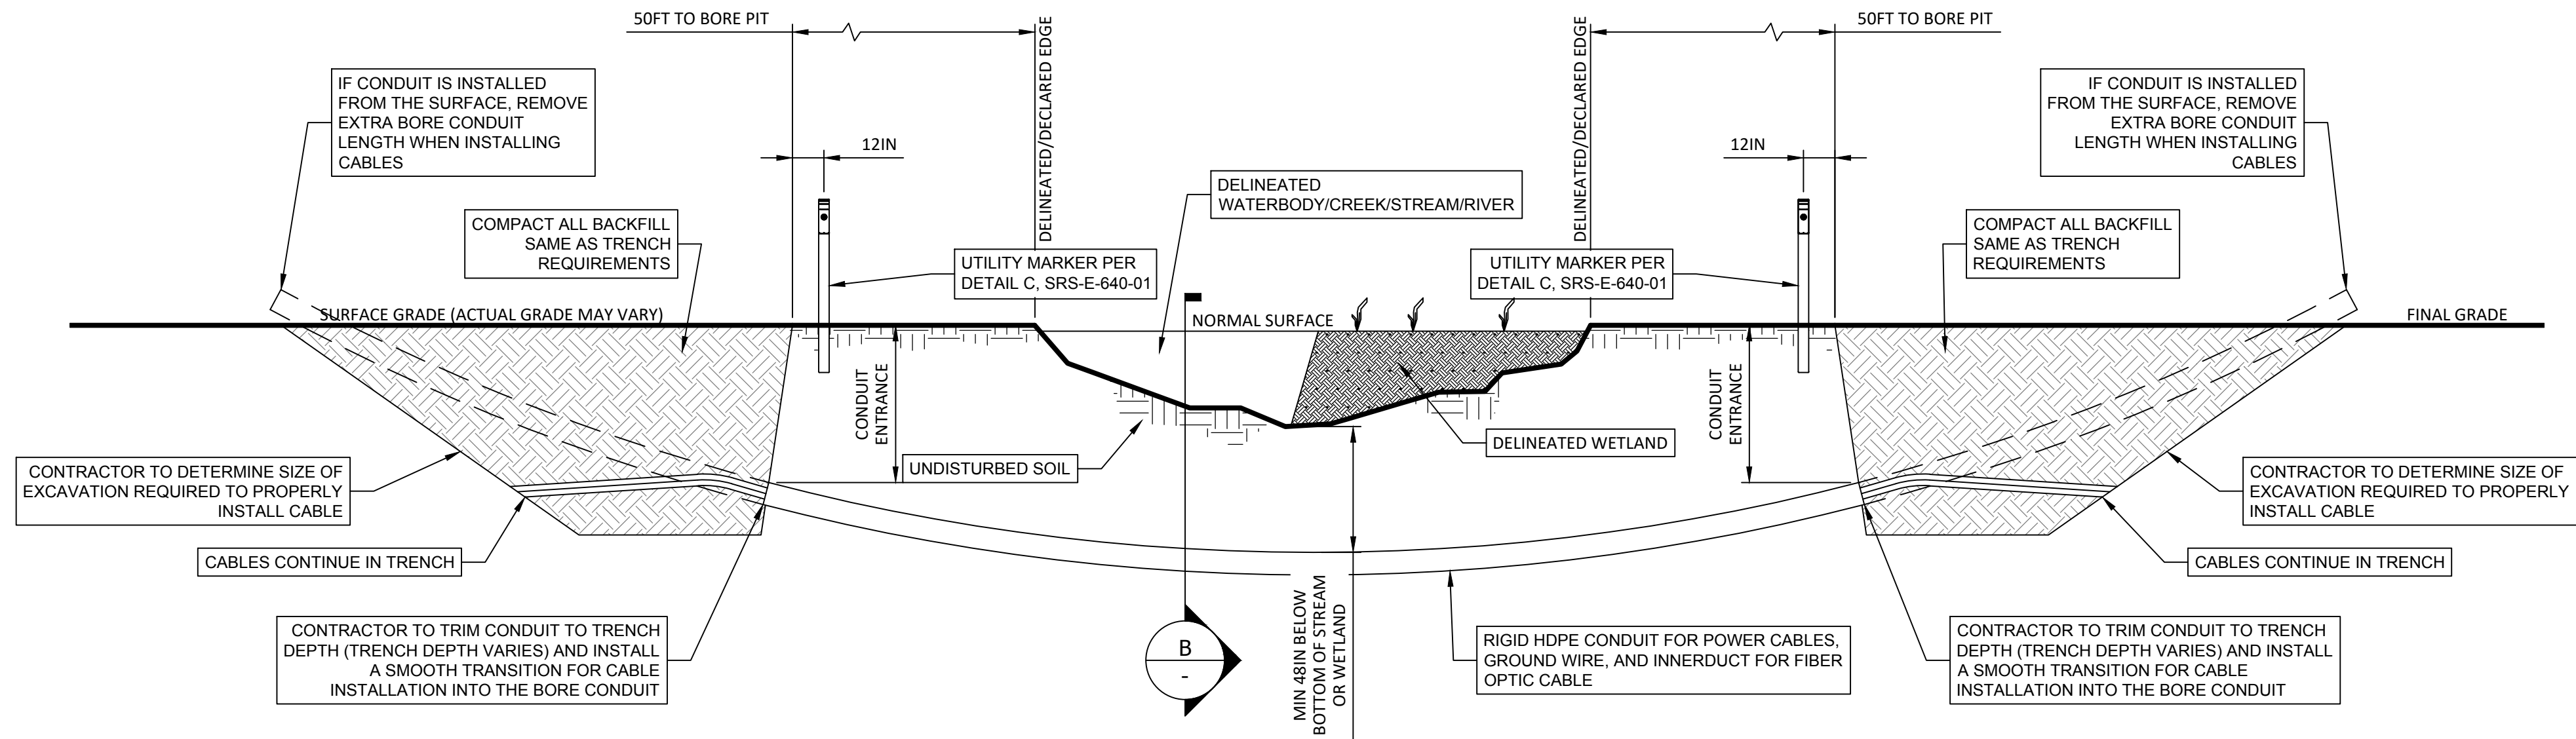 50FT TO BORE PIT
50FT TO BORE PIT
DELINEATED/DECLARED EDGE
DELINEATED/DECLARED EDGE
IF CONDUIT IS INSTALLED
FROM THE SURFACE, REMOVE
EXTRA BORE CONDUIT
LENGTH WHEN INSTALLING
CABLES
12IN
12IN
IF CONDUIT IS INSTALLED
FROM THE SURFACE, REMOVE
EXTRA BORE CONDUIT
LENGTH WHEN INSTALLING
CABLES
DELINEATED
WATERBODY/CREEK/STREAM/RIVER
COMPACT ALL BACKFILL
SAME AS TRENCH
REQUIREMENTS
COMPACT ALL BACKFILL
SAME AS TRENCH
REQUIREMENTS
UTILITY MARKER PER
DETAIL C, SRS-E-640-01
UTILITY MARKER PER
DETAIL C, SRS-E-640-01
SURFACE GRADE (ACTUAL GRADE MAY VARY)
NORMAL SURFACE
FINAL GRADE
CONDUIT
ENTRANCE
CONDUIT
ENTRANCE
DELINEATED WETLAND
UNDISTURBED SOIL
CONTRACTOR TO DETERMINE SIZE OF
EXCAVATION REQUIRED TO PROPERLY
INSTALL CABLE
CONTRACTOR TO DETERMINE SIZE OF
EXCAVATION REQUIRED TO PROPERLY
INSTALL CABLE
CABLES CONTINUE IN TRENCH
CABLES CONTINUE IN TRENCH
MIN 48IN BELOW
BOTTOM OF STREAM
OR WETLAND
CONTRACTOR TO TRIM CONDUIT TO TRENCH
DEPTH (TRENCH DEPTH VARIES) AND INSTALL
A SMOOTH TRANSITION FOR CABLE
INSTALLATION INTO THE BORE CONDUIT
B
-
RIGID HDPE CONDUIT FOR POWER CABLES,
GROUND WIRE, AND INNERDUCT FOR FIBER
OPTIC CABLE
CONTRACTOR TO TRIM CONDUIT TO TRENCH
DEPTH (TRENCH DEPTH VARIES) AND INSTALL
A SMOOTH TRANSITION FOR CABLE
INSTALLATION INTO THE BORE CONDUIT